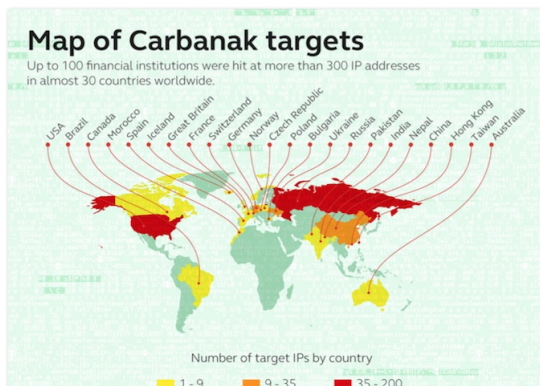 Map of Carbanak targets
Up to 100 financial institutions were hit at more than 300 IP addresses
in almost 30 countries worldwide.
USA
Brazil
Canada
Morocco
Spain
Iceland
Great Britain
France
Switzerland
Germany
Norway
Czech Republic
Poland
Bulgaria
Ukraine
Russia
Pakistan
India
Nepal
China
Hong Kong
Taiwan
Australia
Number of target IPs by country
1 - 9 9 - 35 35 - 200